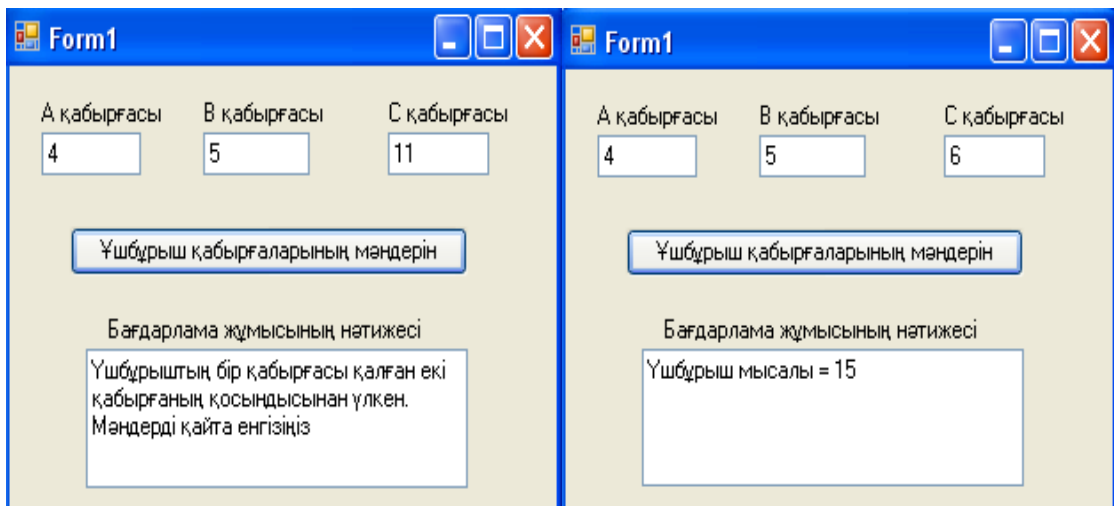 Form1
А қабырғасы В қабырғасы С қабырғасы
4 5 11
Ұшбұрыш қабырғаларының мәндерін
Бағдарлама жұмысының нәтижесі
Үшбұрыштың бір қабырғасы қалған екі
қабырғаның қосындысынан үлкен.
Мәндерді қайта енгізіңіз
Form1
А қабырғасы В қабырғасы С қабырғасы
4 5 6
Ұшбұрыш қабырғаларының мәндерін
Бағдарлама жұмысының нәтижесі
Үшбұрыш мысалы = 15